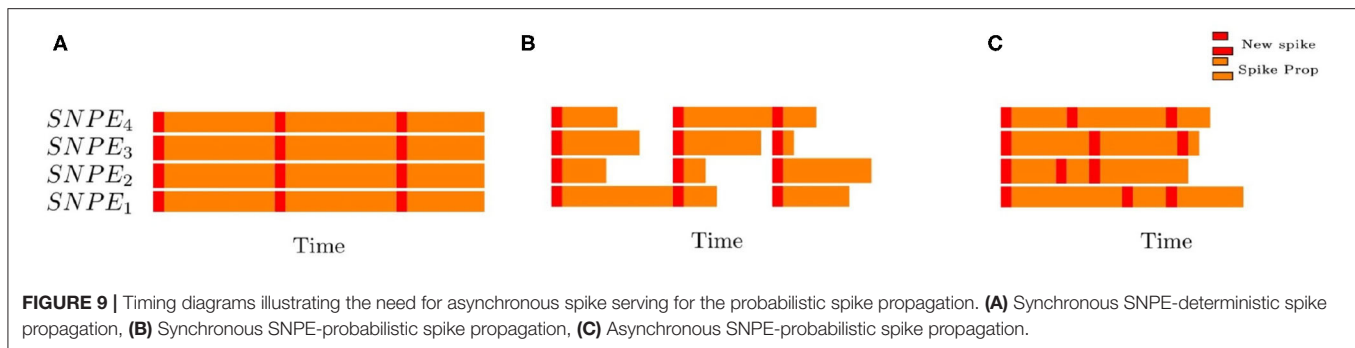 A
B
C
New spike
Spike Prop
SNPE4
SNPE3
SNPE2
SNPE1
Time
Time
Time
FIGURE 9 | Timing diagrams illustrating the need for asynchronous spike serving for the probabilistic spike propagation. (A) Synchronous SNPE-deterministic spike
propagation, (B) Synchronous SNPE-probabilistic spike propagation, (C) Asynchronous SNPE-probabilistic spike propagation.